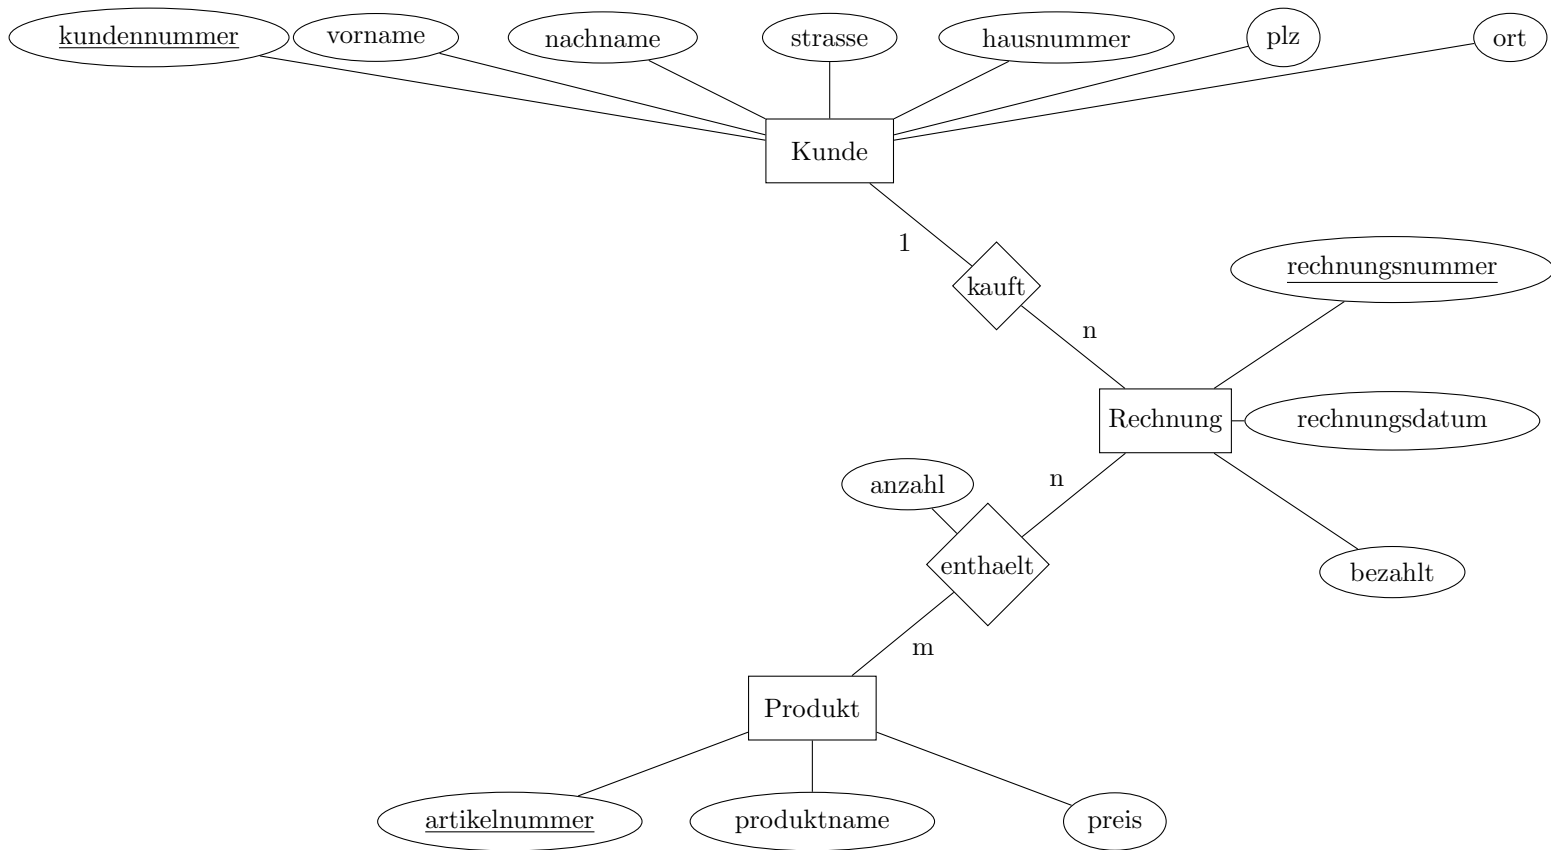 kundennummer
vorname
nachname
strasse
hausnummer
plz
ort
Kunde
1
kauft
n
rechnungsnummer
Rechnung
rechnungsdatum
n
anzahl
enthaelt
bezahlt
m
Produkt
artikelnummer
produktname
preis